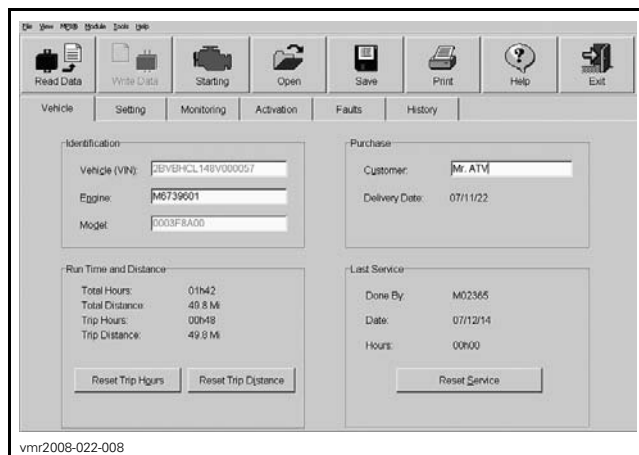 File View MPI/B Module Tools Help
Read Data Write Data Starting Open Save Print Help Exit
Vehicle Setting Monitoring Activation Faults History
Identification
Vehicle (VIN): 2BVBHCL148V000057
Engine: M6739601
Model: 0003F8A00
Purchase
Customer: Mr. ATV
Delivery Date: 07/11/22
Run Time and Distance
Total Hours: 01h42
Total Distance: 49.8 Mi
Trip Hours: 00h48
Trip Distance: 49.8 Mi
Reset Trip Hours Reset Trip Distance
Last Service
Done By: M02365
Date: 07/12/14
Hours: 00h00
Reset Service
vmr2008-022-008